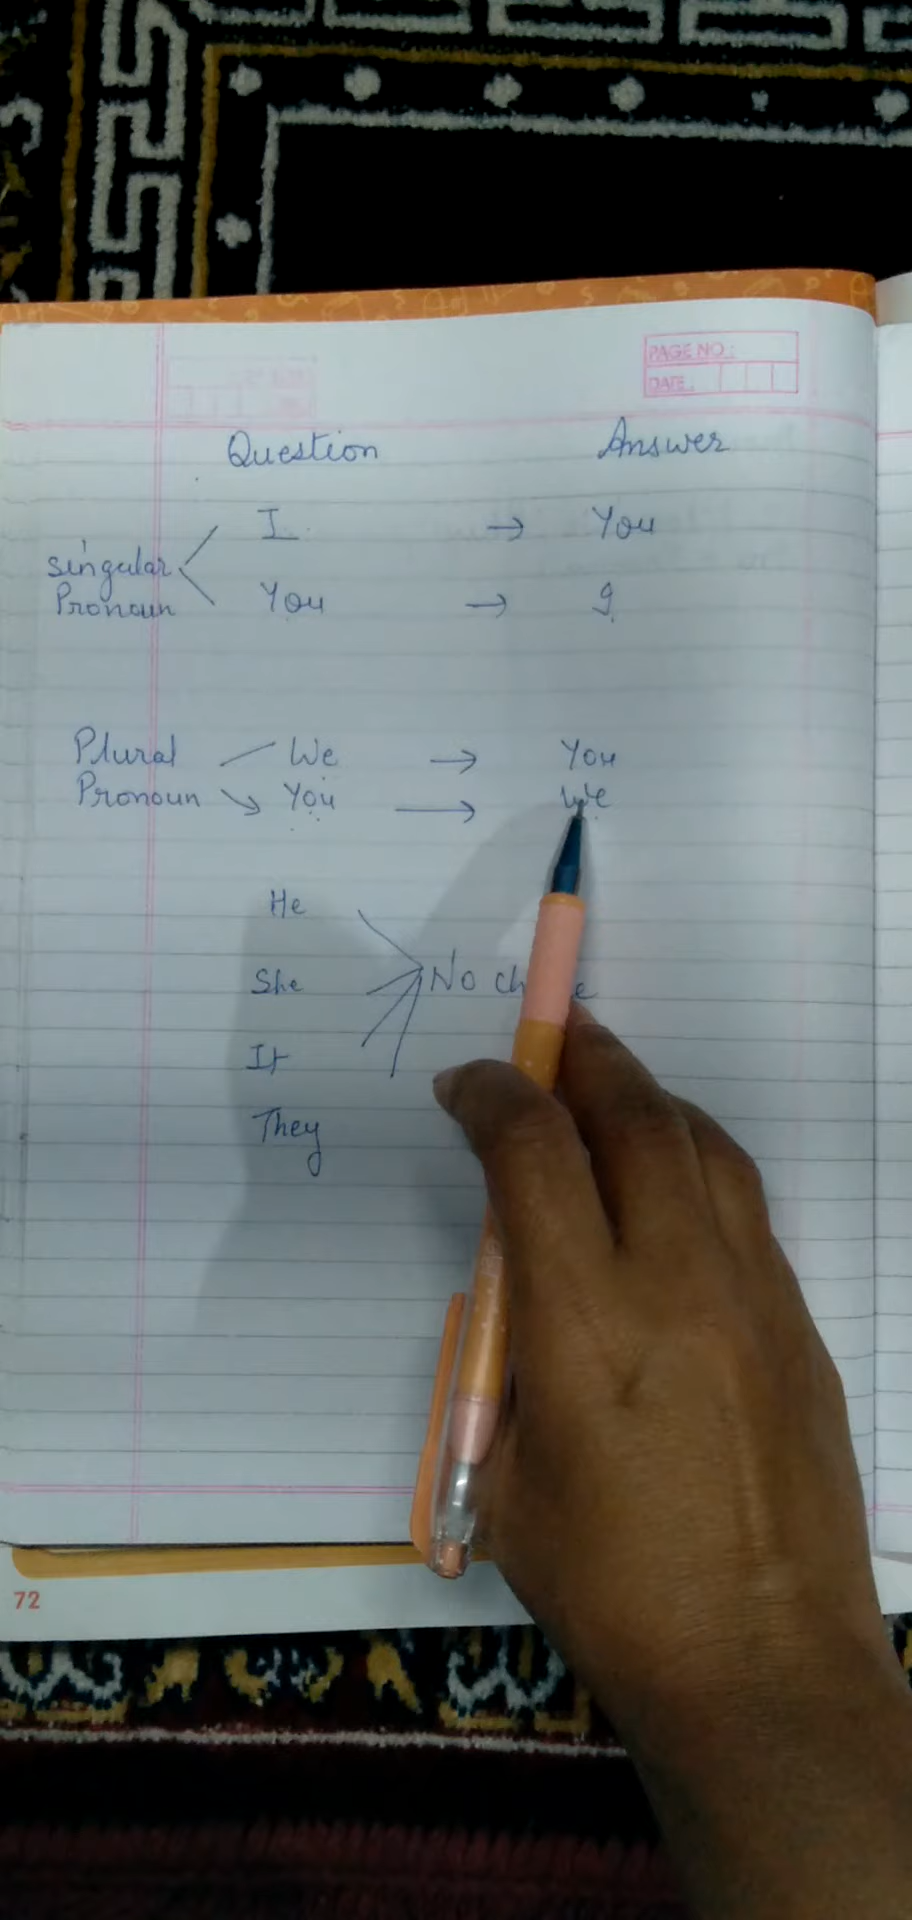 PAGE NO.:
DATE:
Question Answer
I → You
singular
Pronoun You → I
Plural We → You
Pronoun You → We
He
She No ch e
It
They
72